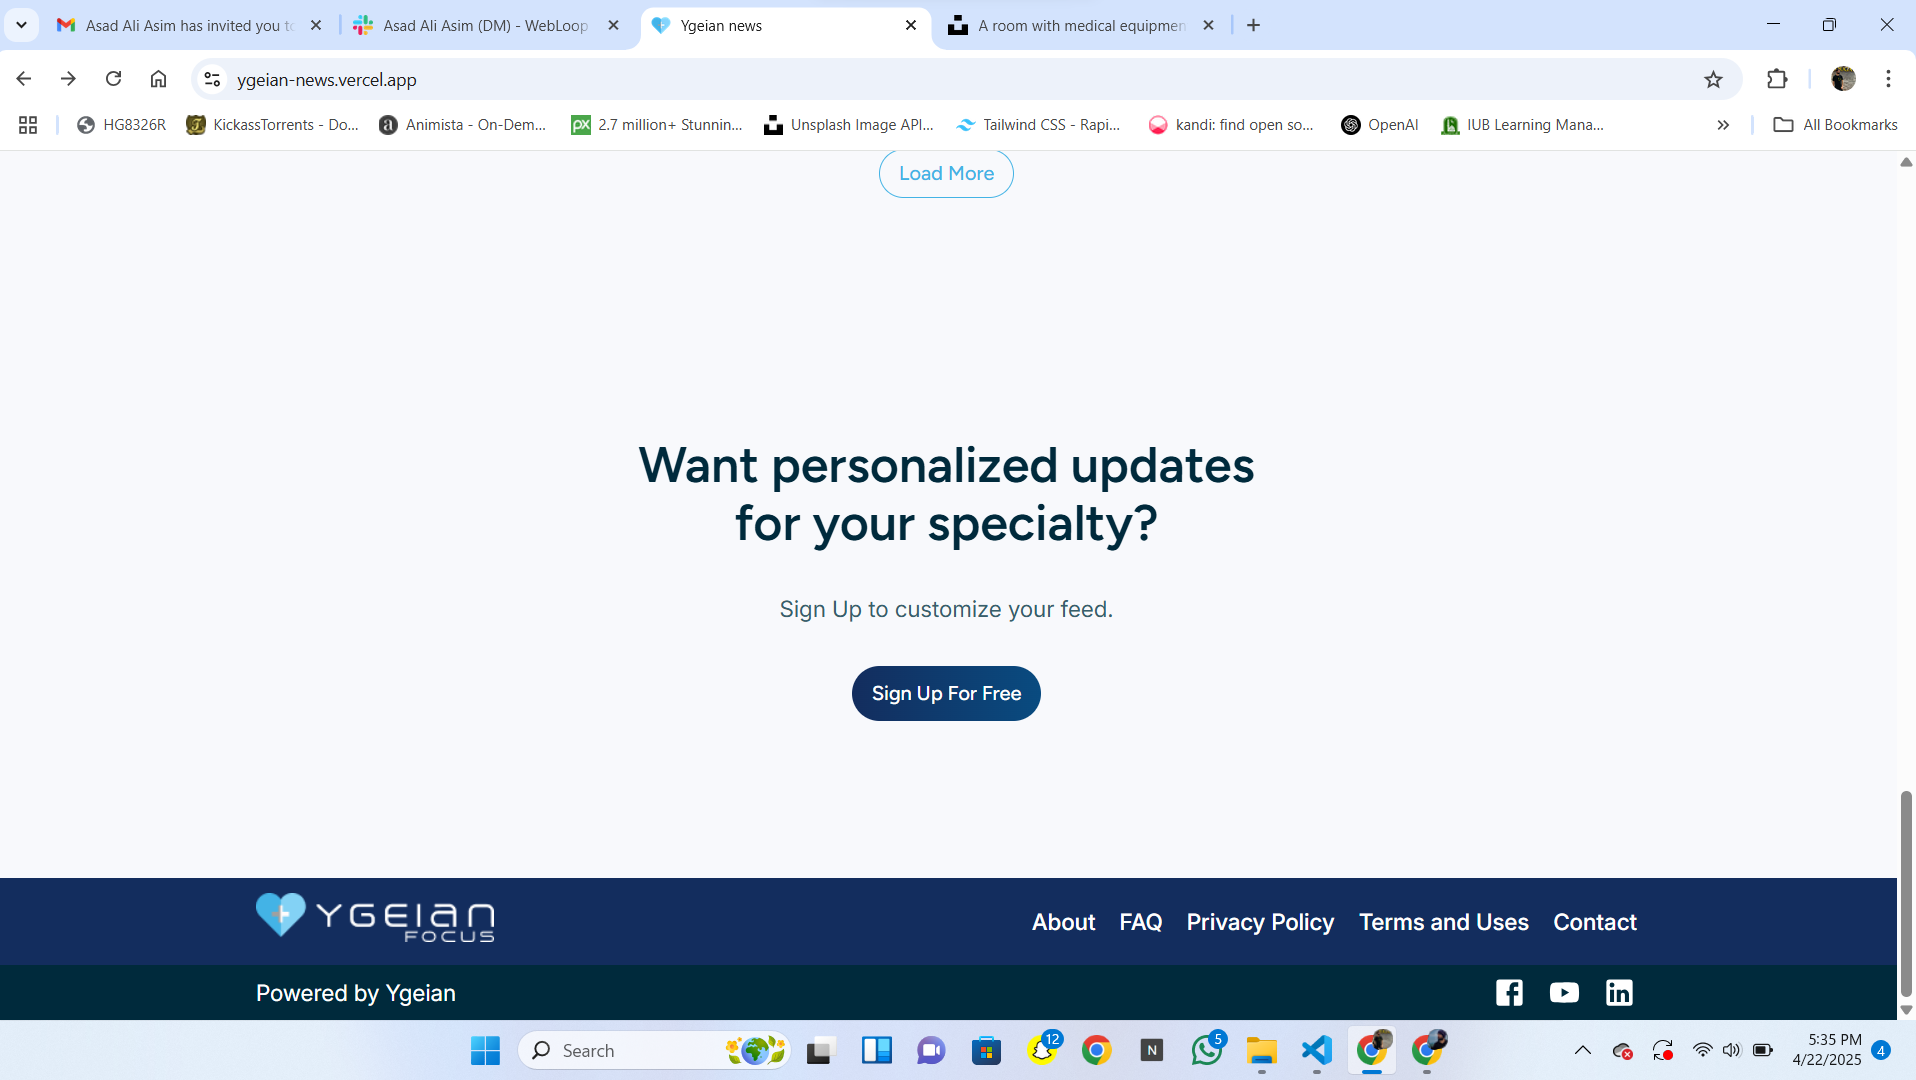 Asad Ali Asim has invited you to
Asad Ali Asim (DM) - WebLoop
Ygeian news
A room with medical equipmen
ygeian-news.vercel.app
HG8326R
KickassTorrents - Do...
Animista - On-Dem...
2.7 million+ Stunnin...
Unsplash Image API...
Tailwind CSS - Rapi...
kandi: find open so...
OpenAI
IUB Learning Mana...
All Bookmarks
Load More
Want personalized updates
for your specialty?
Sign Up to customize your feed.
Sign Up For Free
YGEIAN
FOCUS
About FAQ Privacy Policy Terms and Uses Contact
Powered by Ygeian
Search
12
N
5
5:35 PM
4/22/2025
4